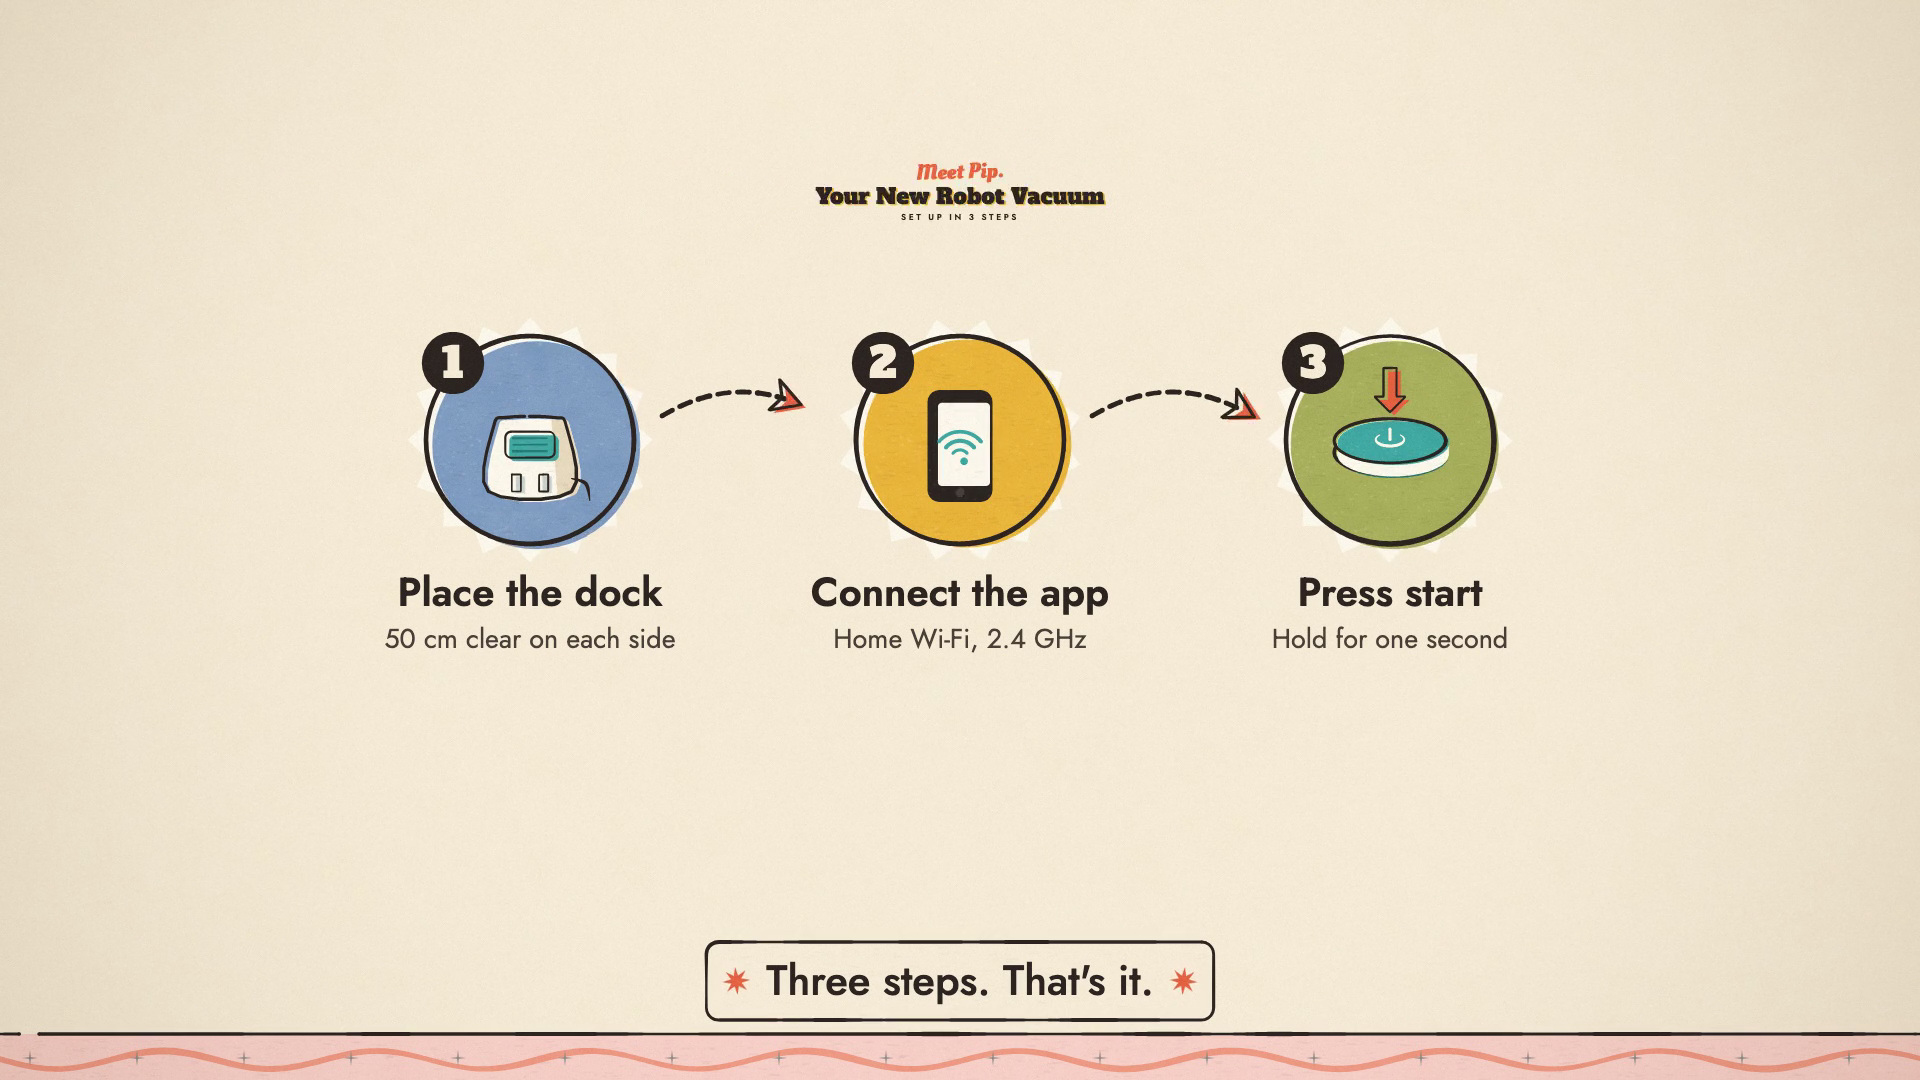 Meet Pip.
Your New Robot Vacuum
SET UP IN 3 STEPS
1
Place the dock
50 cm clear on each side
2
Connect the app
Home Wi-Fi, 2.4 GHz
3
Press start
Hold for one second
Three steps. That's it.